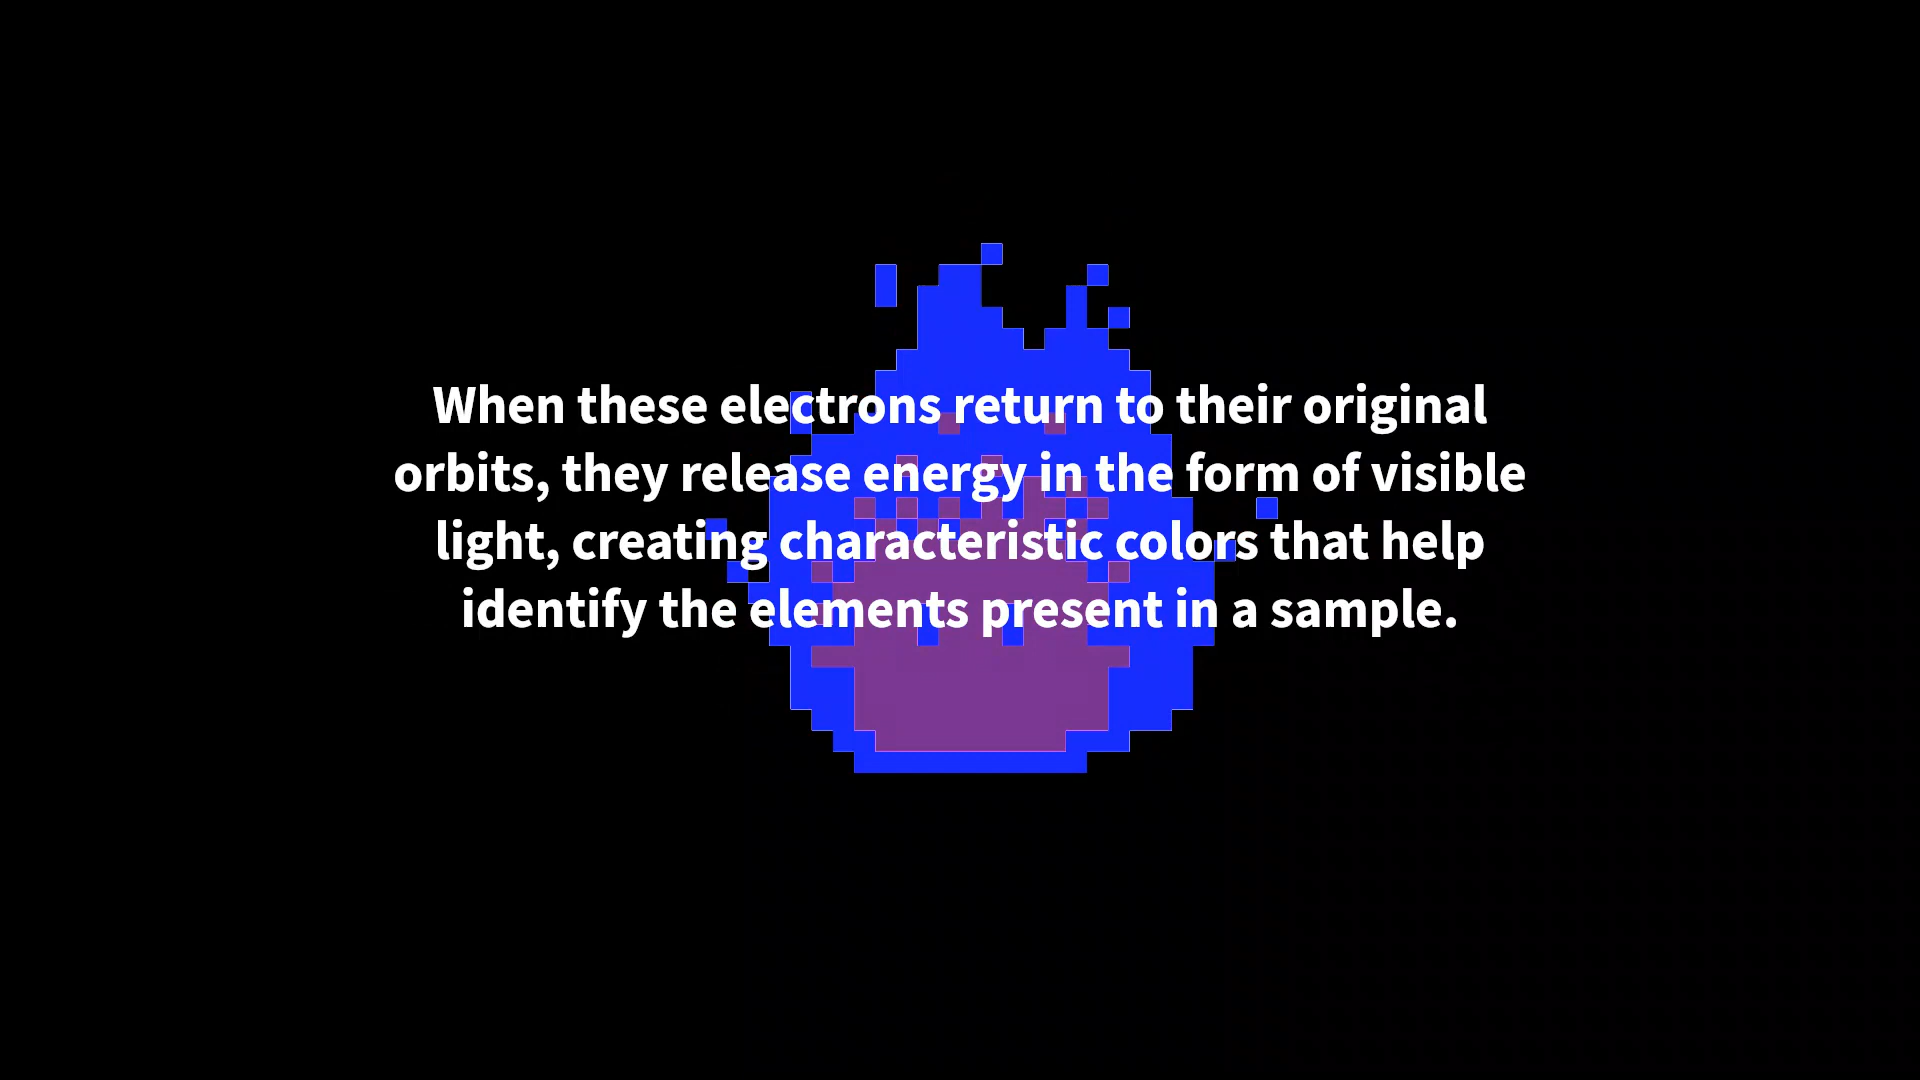 When these electrons return to their original
orbits, they release energy in the form of visible
light, creating characteristic colors that help
identify the elements present in a sample.